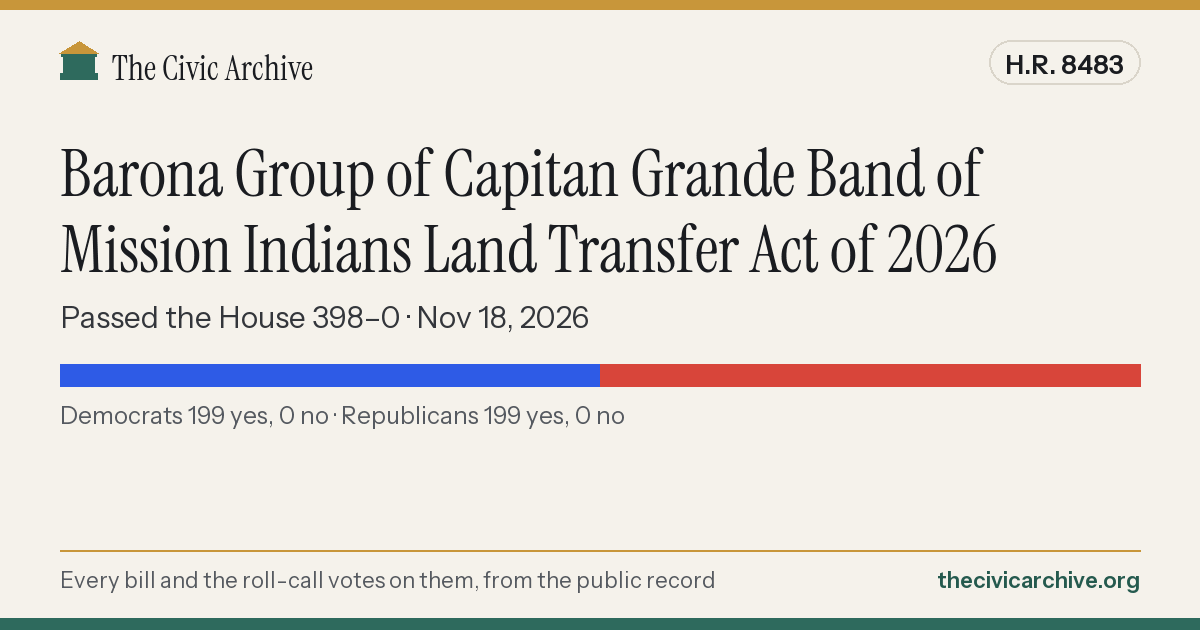 The Civic Archive
H.R. 8483
Barona Group of Capitan Grande Band of
Mission Indians Land Transfer Act of 2026
Passed the House 398–0 · Nov 18, 2026
Democrats 199 yes, 0 no · Republicans 199 yes, 0 no
Every bill and the roll-call votes on them, from the public record
thecivicarchive.org